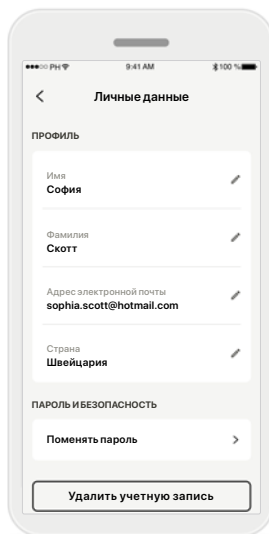 PH 9:41 AM 100 %
Личные данные
ПРОФИЛЬ
Имя
София
Фамилия
Скотт
Адрес электронной почты
sophia.scott@hotmail.com
Страна
Швейцария
ПАРОЛЬ И БЕЗОПАСНОСТЬ
Поменять пароль
Удалить учетную запись